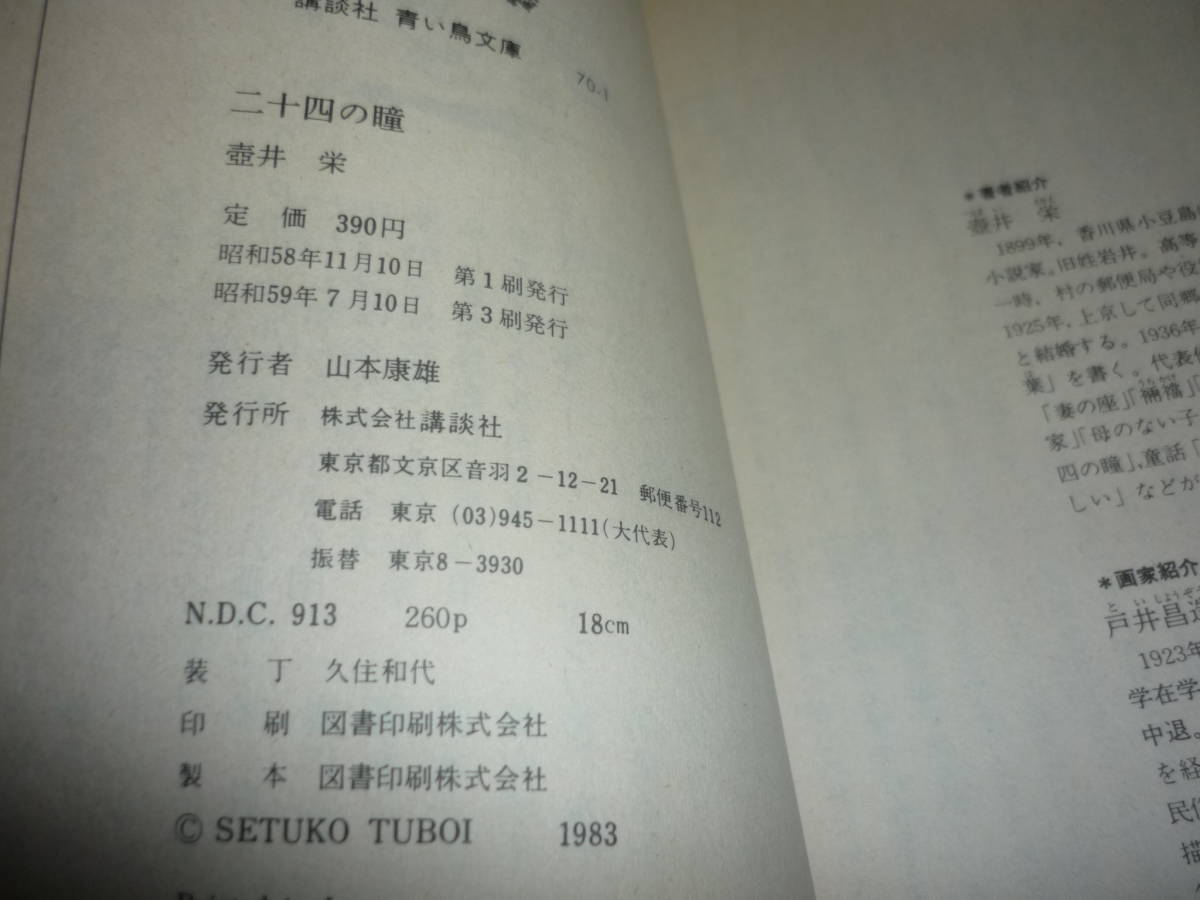 講談社 青い鳥文庫
70-1
二十四の瞳
壺井 栄
定 価 390円
昭和58年11月10日 第1刷発行
昭和59年7月10日 第3刷発行
発行者 山本康雄
発行所 株式会社講談社
東京都文京区音羽2-12-21 郵便番号112
電話 東京 (03)945-1111(大代表)
振替 東京8-3930
N.D.C. 913 260p 18cm
装 丁 久住和代
印 刷 図書印刷株式会社
製 本 図書印刷株式会社
© SETUKO TUBOI 1983
*著者紹介
壺井 栄
1899年,香川県小豆島
小説家。旧姓岩井。高等
一時,村の郵便局や役
1925年,上京して同郷
と結婚する。1936年
葉」を書く。代表
「妻の座」「裲襠」「
家」「母のない子
四の瞳」,童話「
しい」などが
*画家紹介
戸井昌
1923年
学在学
中退。
を経
民